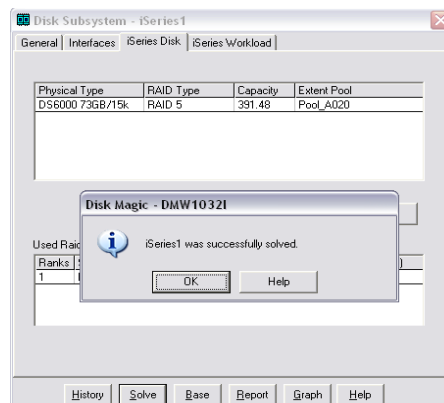 Disk Subsystem - iSeries1
General Interfaces iSeries Disk iSeries Workload
Physical Type RAID Type Capacity Extent Pool
DS6000 73GB/15k RAID 5 391.48 Pool_A020
Disk Magic - DMW1032I
iSeries1 was successfully solved.
OK Help
Used Raid
Ranks
1
History Solve Base Report Graph Help